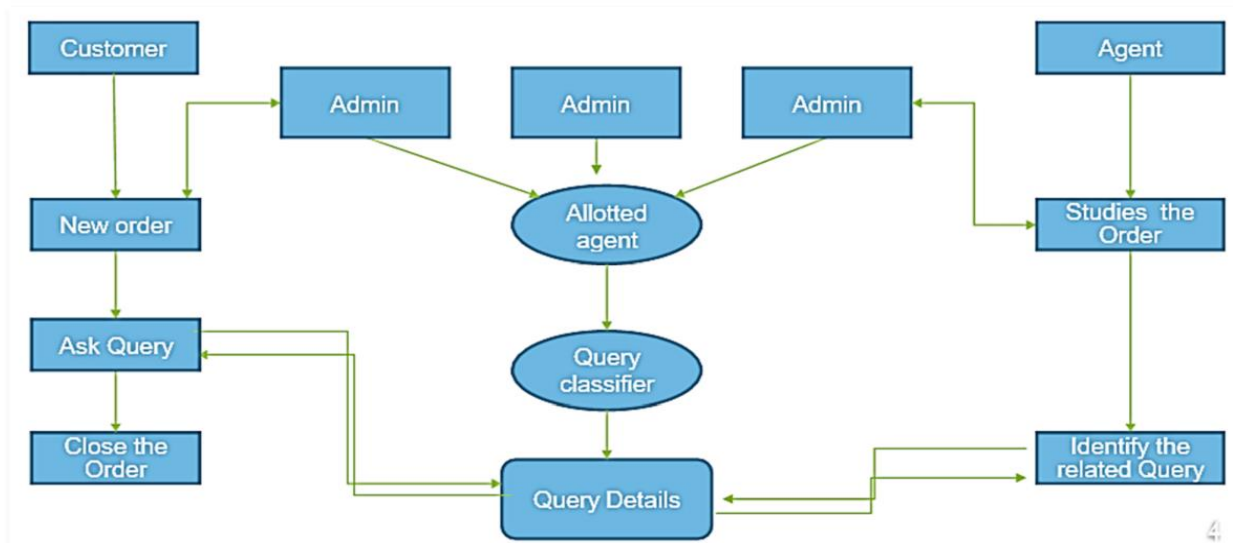 Customer
Agent
Admin
Admin
Admin
New order
Allotted
agent
Studies the
Order
Ask Query
Query
classifier
Close the
Order
Identify the
related Query
Query Details
4